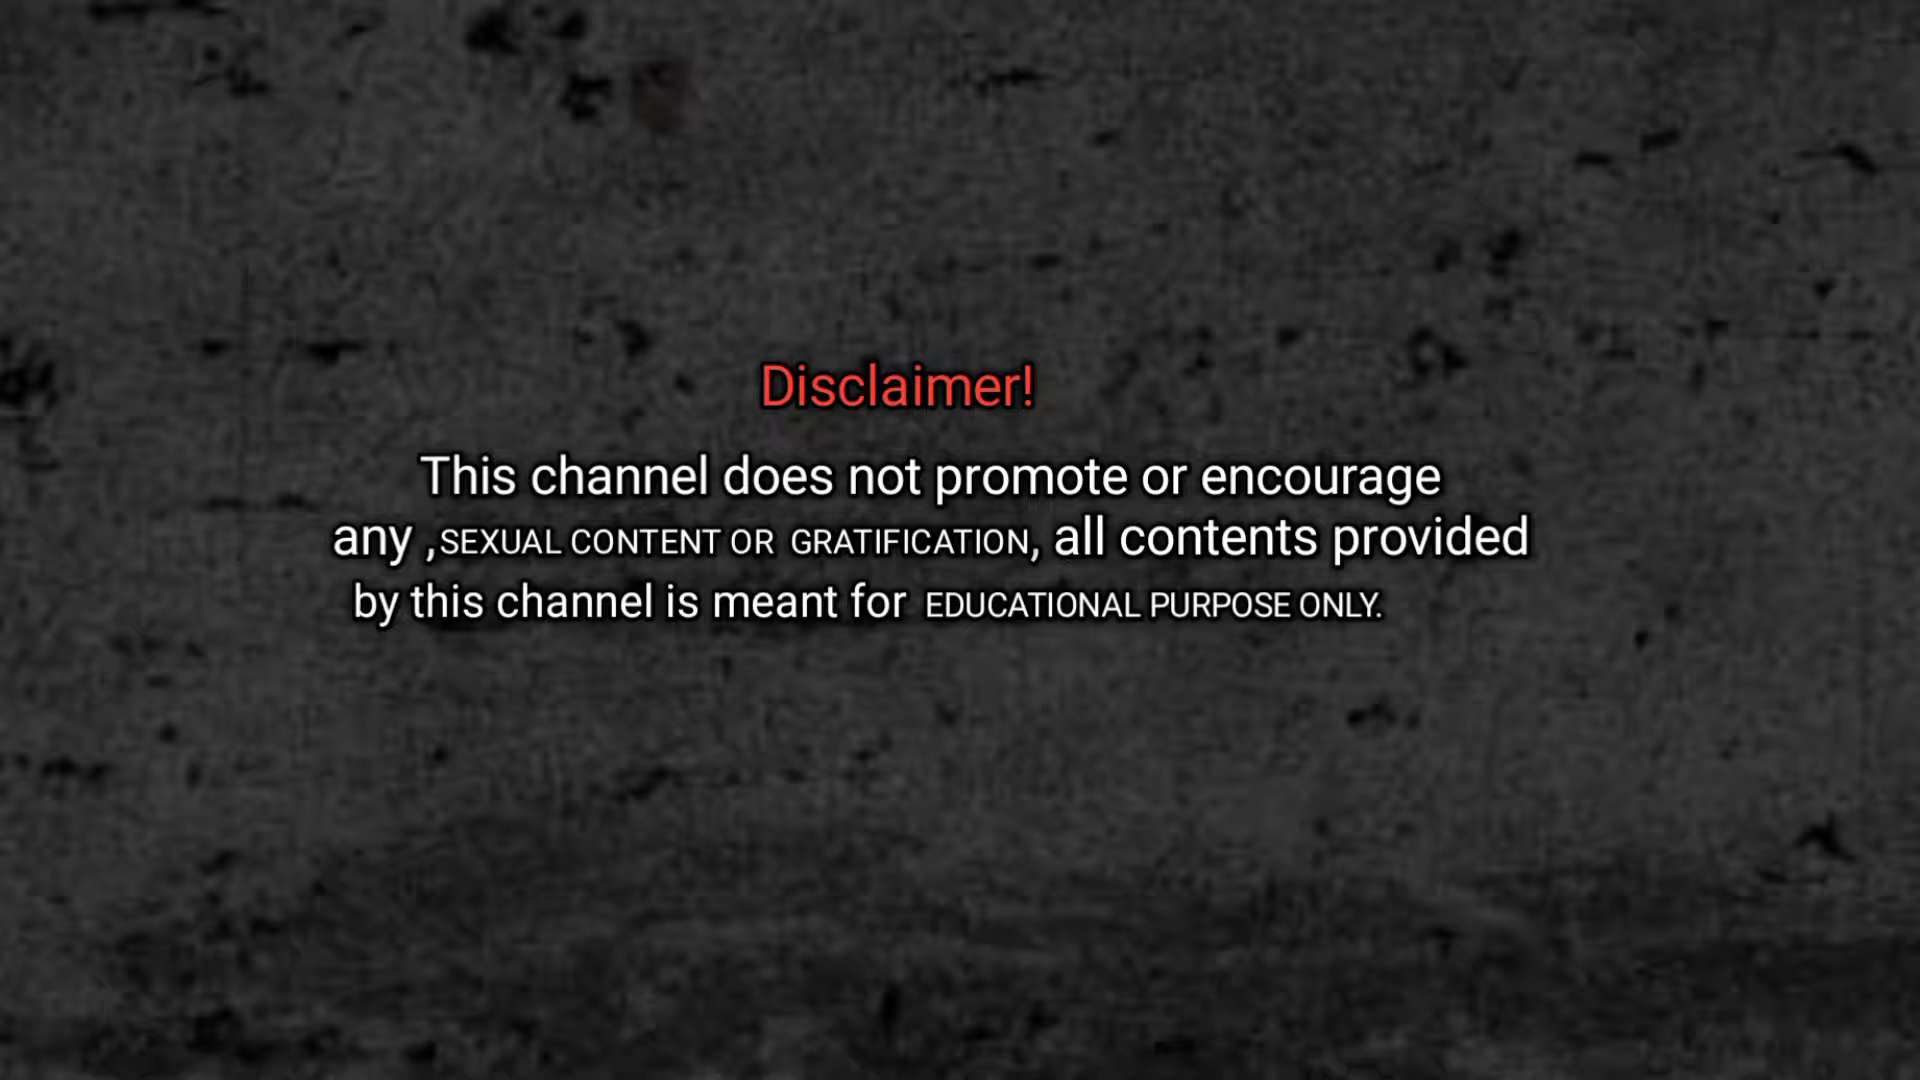 Disclaimer!
This channel does not promote or encourage
any ,SEXUAL CONTENT OR GRATIFICATION, all contents provided
by this channel is meant for EDUCATIONAL PURPOSE ONLY.